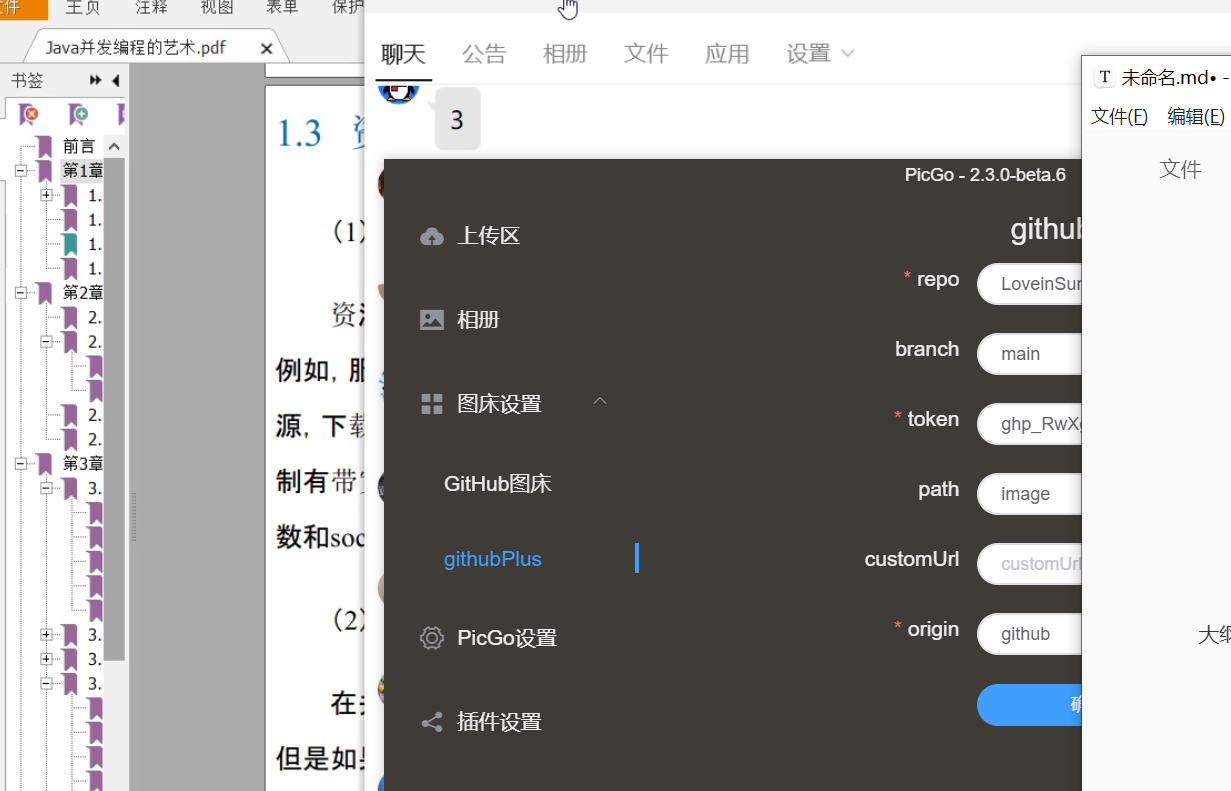 文件
主页
注释
视图
表单
保护
Java并发编程的艺术.pdf
书签
前言
第1章
1.
1.
1.
1.
第2章
2.
2.
2.
2.
第3章
3.
3.
3.
3.
1.3
(1)
例如,
源, 下载
制有带宽
数和soc
(2)
但是如果
聊天
公告
相册
文件
应用
设置
3
PicGo - 2.3.0-beta.6
上传区
相册
图床设置
GitHub图床
githubPlus
PicGo设置
插件设置
github
* repo
LoveinSun
branch
main
* token
ghp_RwXg
path
image
customUrl
customUrl
* origin
github
T 未命名.md• -
文件(F) 编辑(E)
文件
大纲